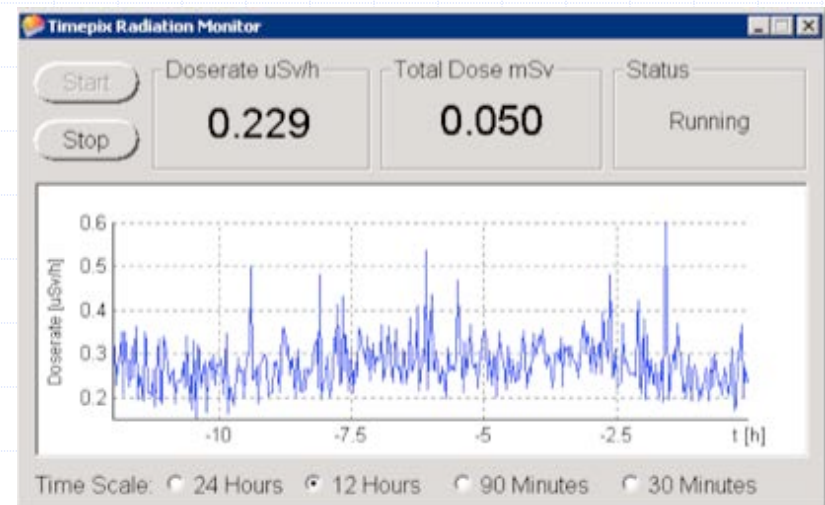 Timepix Radiation Monitor
Start
Stop
Doserate uSv/h
0.229
Total Dose mSv
0.050
Status
Running
Doserate [uSv/h]
0.6
0.5
0.4
0.3
0.2
-10 -7.5 -5 -2.5 t [h]
Time Scale: 24 Hours 12 Hours 90 Minutes 30 Minutes